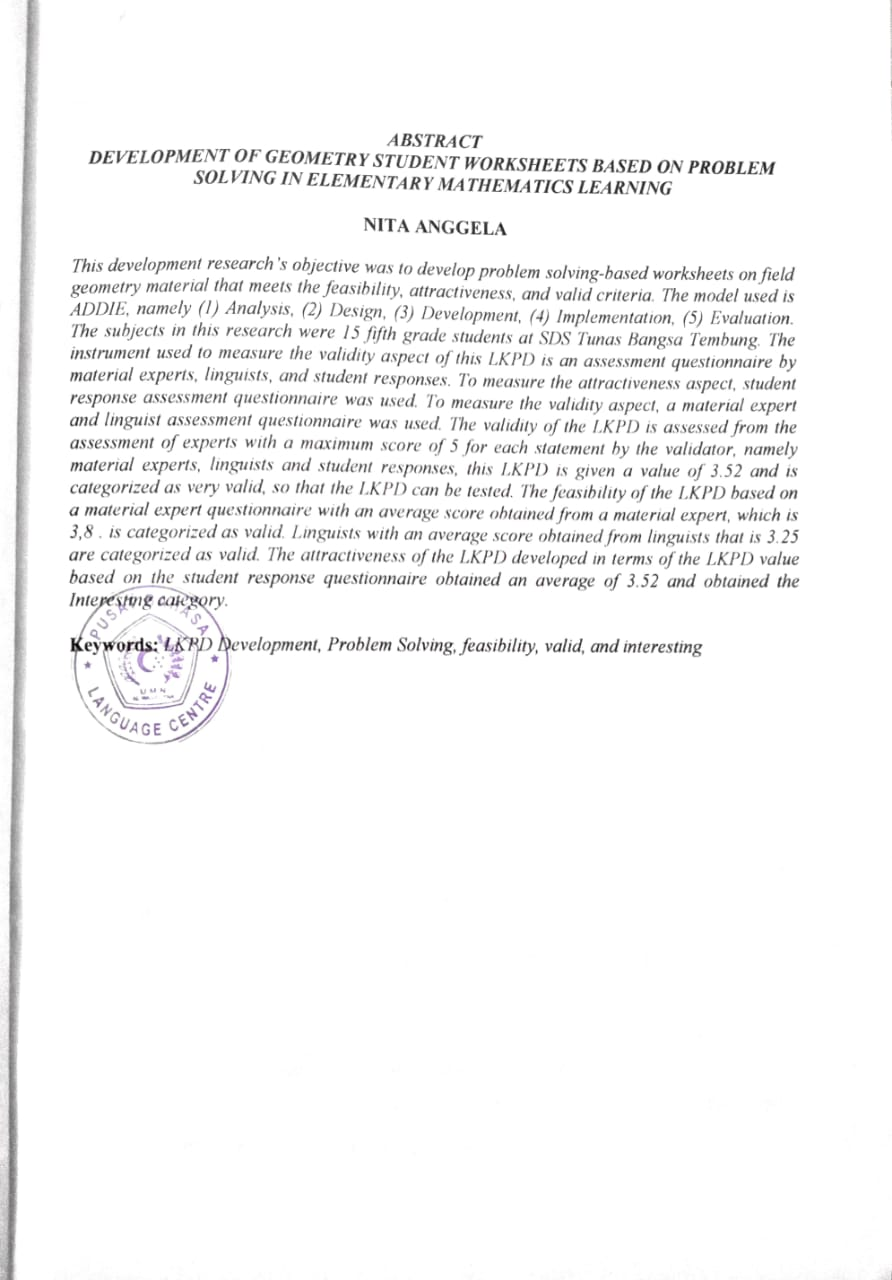 ABSTRACT
DEVELOPMENT OF GEOMETRY STUDENT WORKSHEETS BASED ON PROBLEM
SOLVING IN ELEMENTARY MATHEMATICS LEARNING
NITA ANGGELA
This development research's objective was to develop problem solving-based worksheets on field
geometry material that meets the feasibility, attractiveness, and valid criteria. The model used is
ADDIE, namely (1) Analysis, (2) Design, (3) Development, (4) Implementation, (5) Evaluation.
The subjects in this research were 15 fifth grade students at SDS Tunas Bangsa Tembung. The
instrument used to measure the validity aspect of this LKPD is an assessment questionnaire by
material experts, linguists, and student responses. To measure the attractiveness aspect, student
response assessment questionnaire was used. To measure the validity aspect, a material expert
and linguist assessment questionnaire was used. The validity of the LKPD is assessed from the
assessment of experts with a maximum score of 5 for each statement by the validator, namely
material experts, linguists and student responses, this LKPD is given a value of 3.52 and is
categorized as very valid, so that the LKPD can be tested. The feasibility of the LKPD based on
a material expert questionnaire with an average score obtained from a material expert, which is
3,8 . is categorized as valid. Linguists with an average score obtained from linguists that is 3.25
are categorized as valid. The attractiveness of the LKPD developed in terms of the LKPD value
based on the student response questionnaire obtained an average of 3.52 and obtained the
Interesting category.
Keywords: LKPD Development, Problem Solving, feasibility, valid, and interesting
PUSAT BAHASA
UMN
LANGUAGE CENTRE